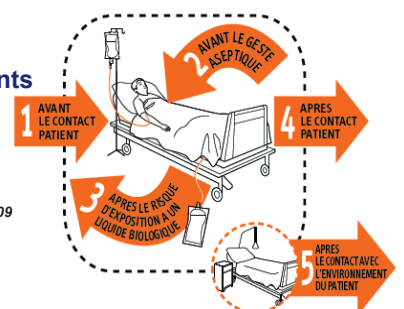 nts
1 AVANT
LE CONTACT
PATIENT
2 AVANT LE GESTE
ASEPTIQUE
3 APRES LE RISQUE
D'EXPOSITION A UN
LIQUIDE BIOLOGIQUE
4 APRES
LE CONTACT
PATIENT
09
5 APRES
LE CONTACT AVEC
L'ENVIRONNEMENT
DU PATIENT